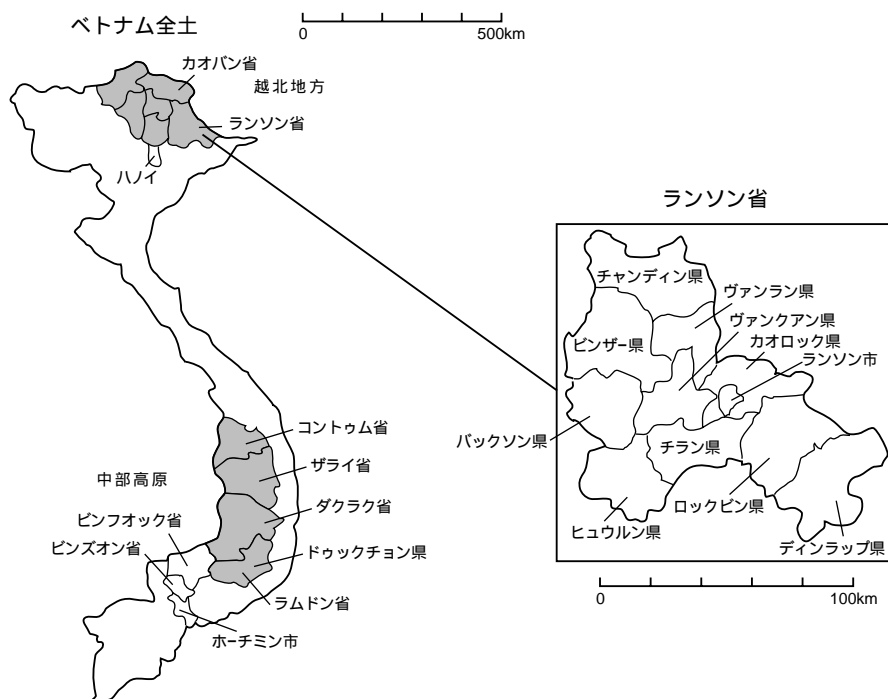 ベトナム全土
0 500km
カオバン省
越北地方
ランソン省
ハノイ
ランソン省
チャンディン県
ヴァンラン県
ヴァンクアン県
ビンザー県
カオロック県
ランソン市
バックソン県
チラン県
ロックビン県
ヒュウルン県
ディンラップ県
0 100km
コントゥム省
ザライ省
中部高原
ダクラク省
ビンフオック省
ビンズオン省
ドゥックチョン県
ラムドン省
ホーチミン市